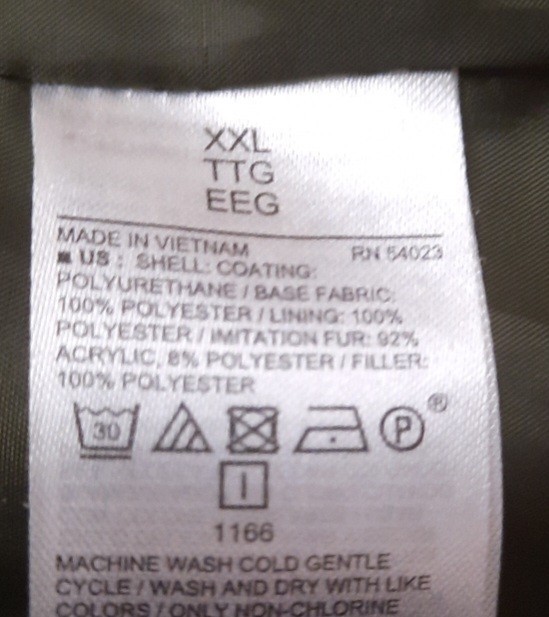 XXL
TTG
EEG
MADE IN VIETNAM RN 54023
■ US : SHELL: COATING:
POLYURETHANE / BASE FABRIC:
100% POLYESTER / LINING: 100%
POLYESTER / IMITATION FUR: 92%
ACRYLIC, 8% POLYESTER / FILLER:
100% POLYESTER
30 P ®
I
1166
MACHINE WASH COLD GENTLE
CYCLE / WASH AND DRY WITH LIKE
COLORS / ONLY NON-CHLORINE